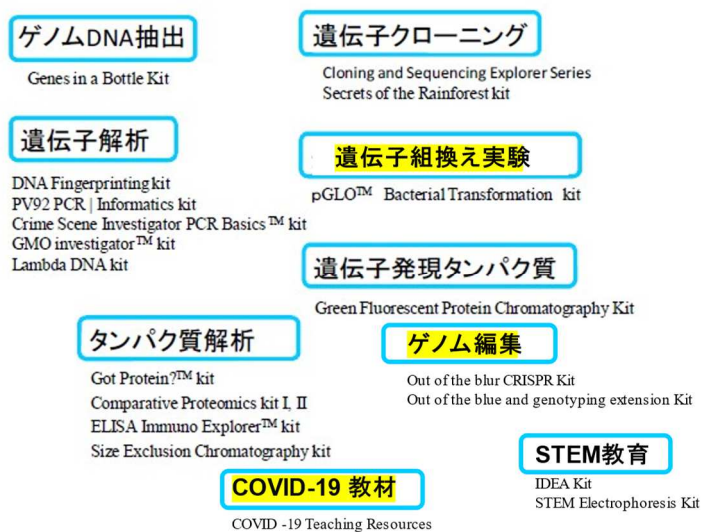 ゲノムDNA抽出
Genes in a Bottle Kit
遺伝子クローニング
Cloning and Sequencing Explorer Series
Secrets of the Rainforest kit
遺伝子解析
DNA Fingerprinting kit
PV92 PCR | Informatics kit
Crime Scene Investigator PCR Basics™ kit
GMO investigator™ kit
Lambda DNA kit
遺伝子組換え実験
pGLO™ Bacterial Transformation kit
遺伝子発現タンパク質
Green Fluorescent Protein Chromatography Kit
タンパク質解析
Got Protein?™ kit
Comparative Proteomics kit I, II
ELISA Immuno Explorer™ kit
Size Exclusion Chromatography kit
ゲノム編集
Out of the blur CRISPR Kit
Out of the blue and genotyping extension Kit
COVID-19 教材
COVID -19 Teaching Resources
STEM教育
IDEA Kit
STEM Electrophoresis Kit